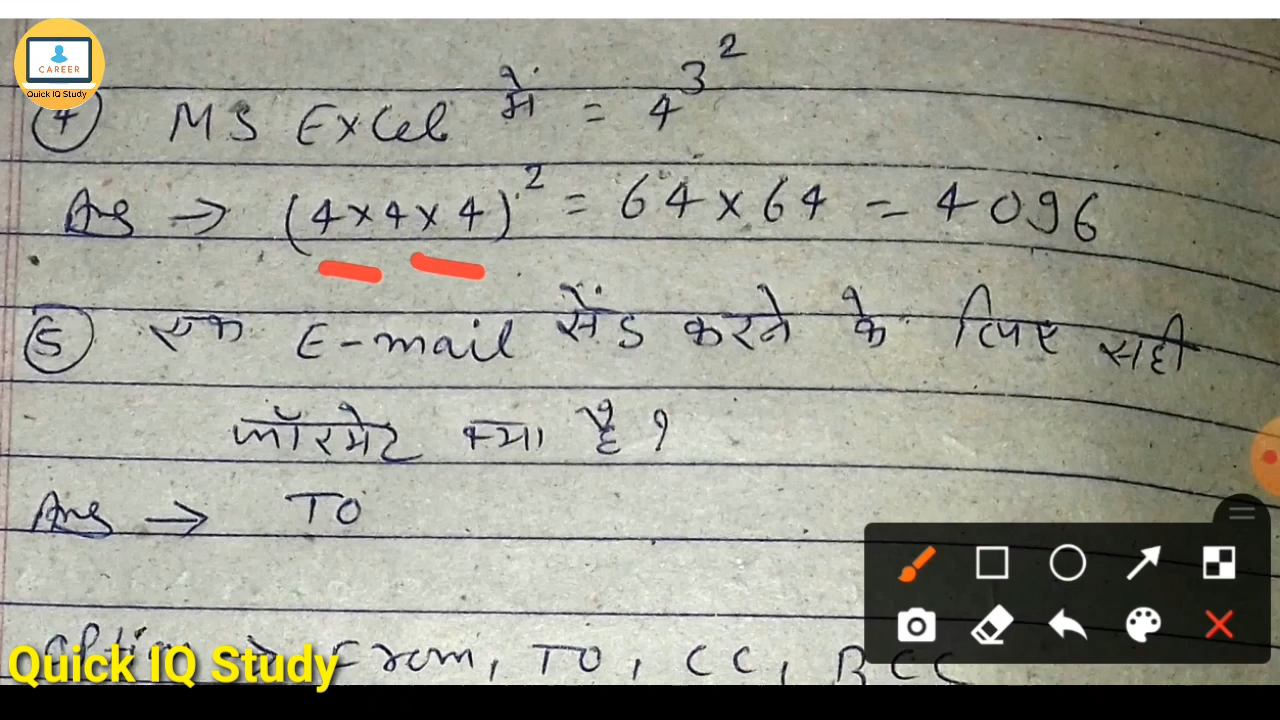 CAREER
Quick IQ Study
④ MS Excel में = 4^3^2
Ans → (4×4×4)² = 64×64 = 4096
⑤ एक E-mail सेंड करने के लिए सही
फॉरमेट क्या है?
Ans → TO
Option → From, TO, CC, BCC
Quick IQ Study